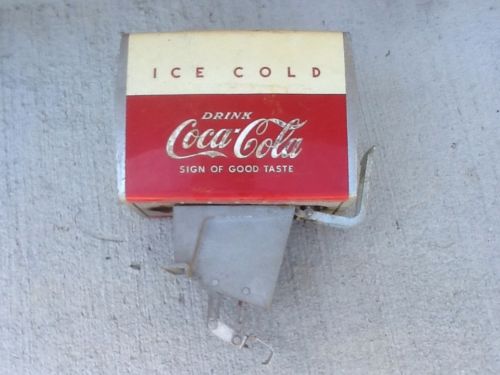 ICE COLD
DRINK
Coca-Cola
SIGN OF GOOD TASTE